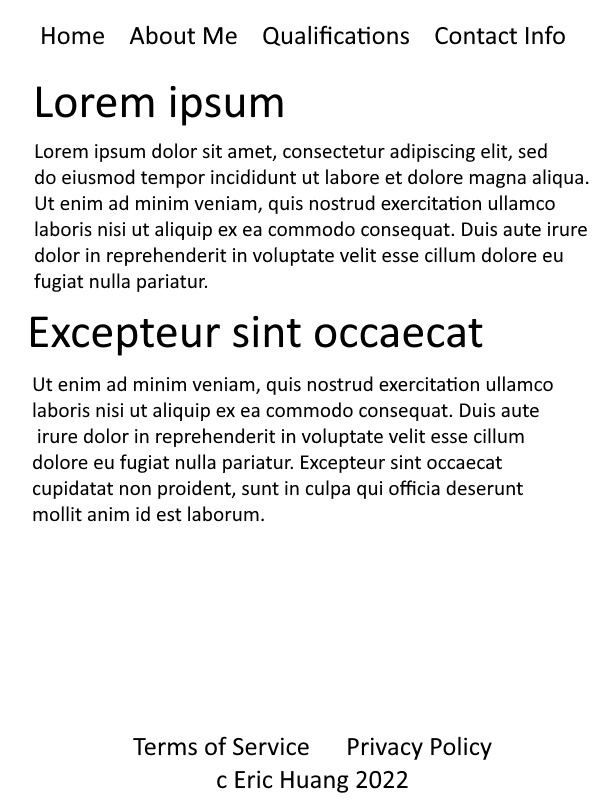 Home About Me Qualifications Contact Info
Lorem ipsum
Lorem ipsum dolor sit amet, consectetur adipiscing elit, sed
do eiusmod tempor incididunt ut labore et dolore magna aliqua.
Ut enim ad minim veniam, quis nostrud exercitation ullamco
laboris nisi ut aliquip ex ea commodo consequat. Duis aute irure
dolor in reprehenderit in voluptate velit esse cillum dolore eu
fugiat nulla pariatur.
Excepteur sint occaecat
Ut enim ad minim veniam, quis nostrud exercitation ullamco
laboris nisi ut aliquip ex ea commodo consequat. Duis aute
irure dolor in reprehenderit in voluptate velit esse cillum
dolore eu fugiat nulla pariatur. Excepteur sint occaecat
cupidatat non proident, sunt in culpa qui officia deserunt
mollit anim id est laborum.
Terms of Service Privacy Policy
c Eric Huang 2022